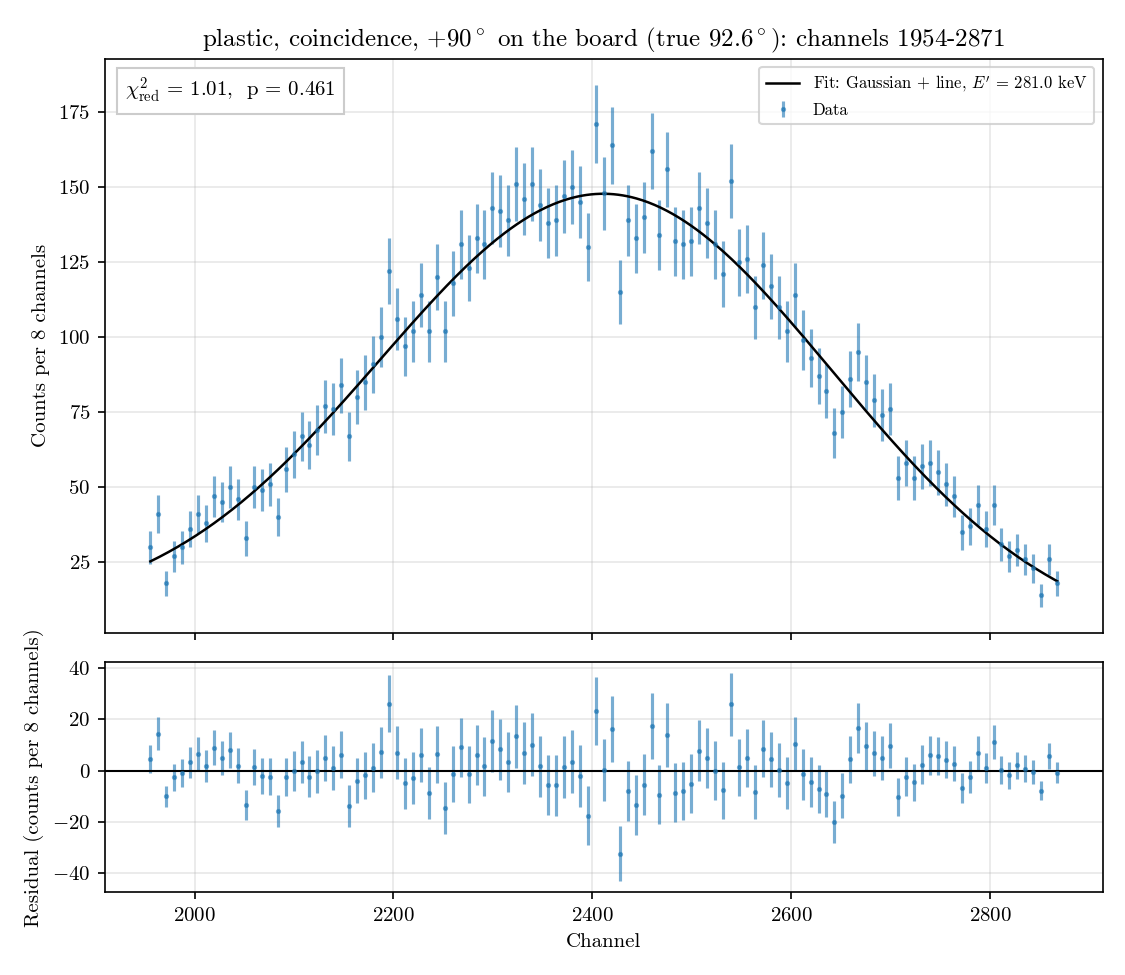 plastic, coincidence, +90° on the board (true 92.6°): channels 1954-2871
χ²red = 1.01, p = 0.461
Fit: Gaussian + line, E′ = 281.0 keV
Data
Counts per 8 channels
175
150
125
100
75
50
25
Residual (counts per 8 channels)
40
20
0
−20
−40
2000
2200
2400
2600
2800
Channel